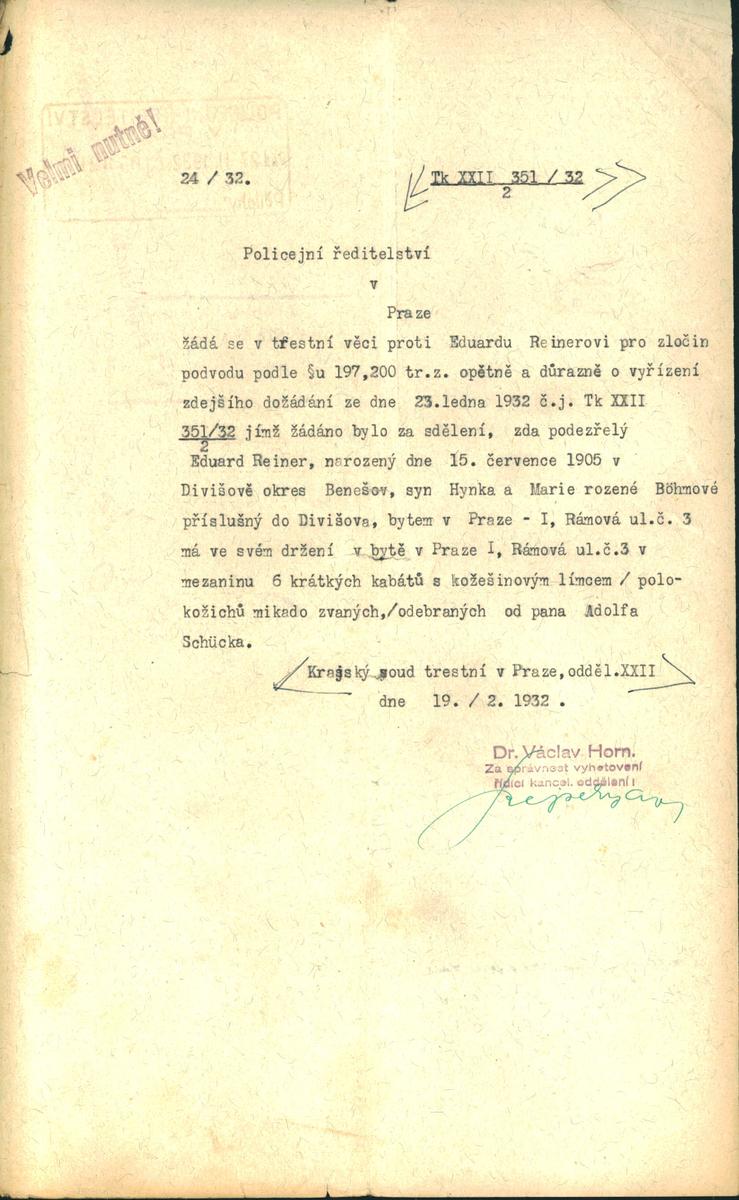 Velmi nutné!
24 / 32.
Tk XXII 351 / 32
2
Policejní ředitelství
v
Praze
žádá se v třestní věci proti Eduardu Reinerovi pro zločin
podvodu podle §u 197,200 tr.z. opětně a důrazně o vyřízení
zdejšího dožádání ze dne 23.ledna 1932 č.j. Tk XXII
351/32 jímž žádáno bylo za sdělení, zda podezřelý
2
Eduard Reiner, narozený dne 15. července 1905 v
Divišově okres Benešov, syn Hynka a Marie rozené Böhmové
příslušný do Divišova, bytem v Praze - I, Rámová ul.č. 3
má ve svém držení v bytě v Praze I, Rámová ul.č.3 v
mezaninu 6 krátkých kabátů s kožešinovým límcem / polo-
kožichů mikado zvaných,/odebraných od pana Adolfa
Schücka.
Krajský soud trestní v Praze,odděl.XXII
dne 19. / 2. 1932 .
Dr. Václav Horn.
Za správnost vyhotovení
řídící kancel. oddělení: